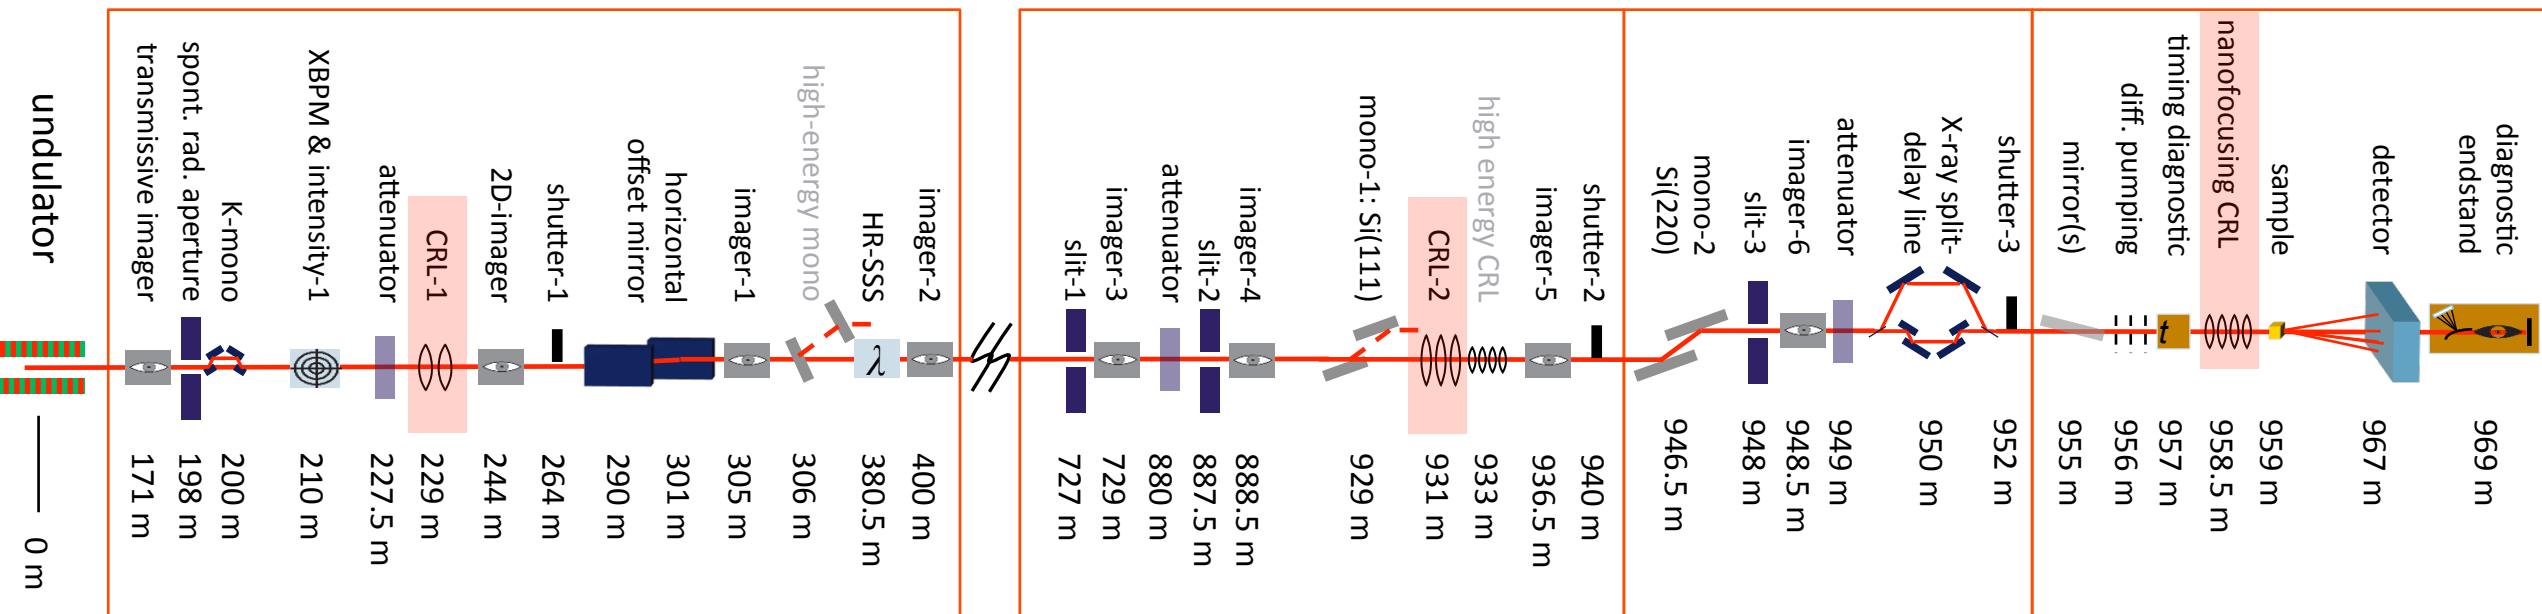 undulator
0 m
transmissive imager
171 m
spont. rad. aperture
198 m
K-mono
200 m
XBPM & intensity-1
210 m
attenuator
227.5 m
CRL-1
229 m
2D-imager
244 m
shutter-1
264 m
horizontal
offset mirror
290 m
301 m
imager-1
305 m
high-energy mono
306 m
HR-SSS
λ
380.5 m
imager-2
400 m
slit-1
727 m
imager-3
729 m
attenuator
880 m
slit-2
887.5 m
imager-4
888.5 m
mono-1: Si(111)
929 m
CRL-2
931 m
high energy CRL
933 m
imager-5
936.5 m
shutter-2
940 m
mono-2
Si(220)
946.5 m
slit-3
948 m
imager-6
948.5 m
attenuator
949 m
X-ray split-
delay line
950 m
shutter-3
952 m
mirror(s)
955 m
diff. pumping
956 m
timing diagnostic
t
957 m
nanofocusing CRL
958.5 m
sample
959 m
detector
967 m
diagnostic
endstand
969 m